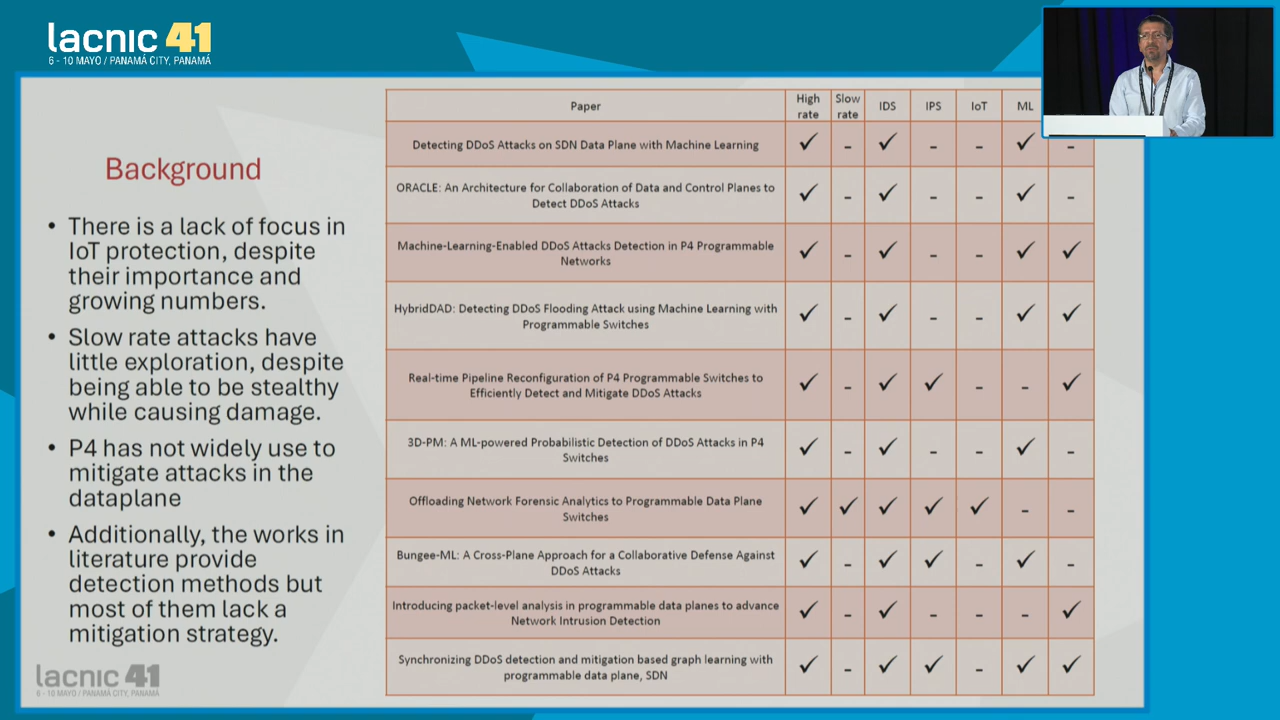 lacnic 41
6 - 10 MAYO / PANAMÁ CITY, PANAMÁ
Background
• There is a lack of focus in
IoT protection, despite
their importance and
growing numbers.
• Slow rate attacks have
little exploration, despite
being able to be stealthy
while causing damage.
• P4 has not widely use to
mitigate attacks in the
dataplane
• Additionally, the works in
literature provide
detection methods but
most of them lack a
mitigation strategy.
Paper High rate Slow rate IDS IPS IoT ML
Detecting DDoS Attacks on SDN Data Plane with Machine Learning ✓ - ✓ - - ✓ -
ORACLE: An Architecture for Collaboration of Data and Control Planes to
Detect DDoS Attacks ✓ - ✓ - - ✓ -
Machine-Learning-Enabled DDoS Attacks Detection in P4 Programmable
Networks ✓ - ✓ - - ✓ ✓
HybridDAD: Detecting DDoS Flooding Attack using Machine Learning with
Programmable Switches ✓ - ✓ - - ✓ ✓
Real-time Pipeline Reconfiguration of P4 Programmable Switches to
Efficiently Detect and Mitigate DDoS Attacks ✓ - ✓ ✓ - - ✓
3D-PM: A ML-powered Probabilistic Detection of DDoS Attacks in P4
Switches ✓ - ✓ - - ✓ -
Offloading Network Forensic Analytics to Programmable Data Plane
Switches ✓ ✓ ✓ ✓ ✓ - -
Bungee-ML: A Cross-Plane Approach for a Collaborative Defense Against
DDoS Attacks ✓ - ✓ ✓ - ✓ -
Introducing packet-level analysis in programmable data planes to advance
Network Intrusion Detection ✓ - ✓ - - - ✓
Synchronizing DDoS detection and mitigation based graph learning with
programmable data plane, SDN ✓ - ✓ ✓ - ✓ ✓
lacnic 41
6 - 10 MAYO / PANAMÁ CITY, PANAMÁ